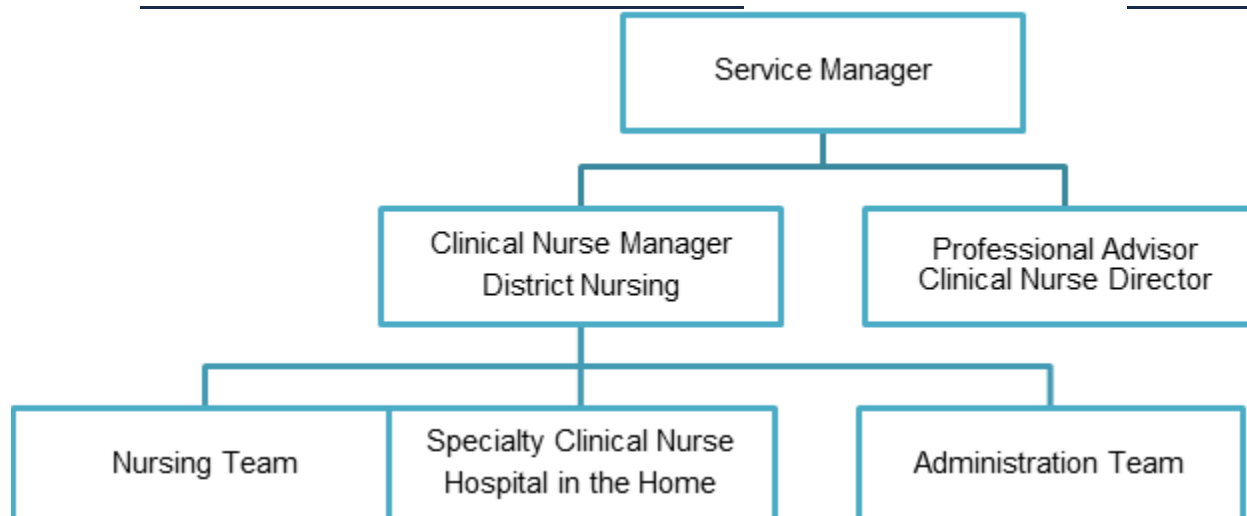 Service Manager
Clinical Nurse Manager
District Nursing
Professional Advisor
Clinical Nurse Director
Nursing Team
Specialty Clinical Nurse
Hospital in the Home
Administration Team